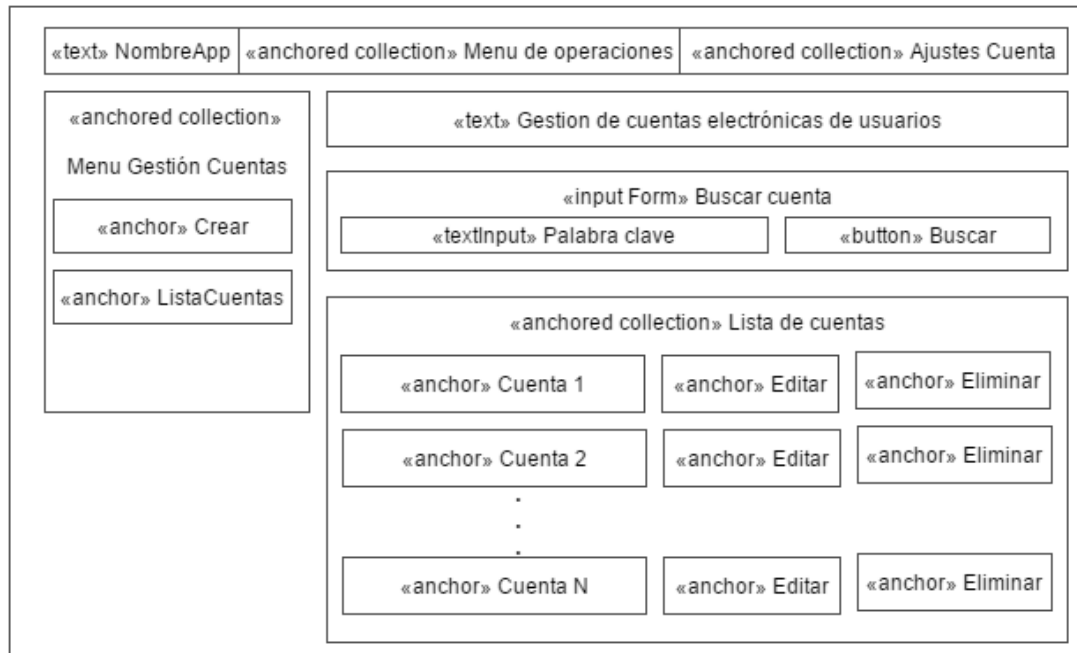 «text» NombreApp
«anchored collection» Menu de operaciones
«anchored collection» Ajustes Cuenta
«anchored collection»
Menu Gestión Cuentas
«anchor» Crear
«anchor» ListaCuentas
«text» Gestion de cuentas electrónicas de usuarios
«input Form» Buscar cuenta
«textInput» Palabra clave
«button» Buscar
«anchored collection» Lista de cuentas
«anchor» Cuenta 1
«anchor» Editar
«anchor» Eliminar
«anchor» Cuenta 2
«anchor» Editar
«anchor» Eliminar
.
.
.
«anchor» Cuenta N
«anchor» Editar
«anchor» Eliminar